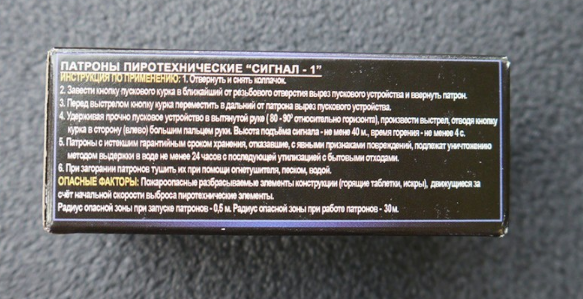 ПАТРОНЫ ПИРОТЕХНИЧЕСКИЕ "СИГНАЛ - 1"
ИНСТРУКЦИЯ ПО ПРИМЕНЕНИЮ: 1. Отвернуть и снять колпачок.
2. Завести кнопку пускового курка в ближайший от резьбового отверстия вырез пускового устройства и ввернуть патрон.
3. Перед выстрелом кнопку курка переместить в дальний от патрона вырез пускового устройства.
4. Удерживая прочно пусковое устройство в вытянутой руке ( 80 - 90⁰ относительно горизонта), произвести выстрел, отводя кнопку
курка в сторону (влево) большим пальцем руки. Высота подъёма сигнала - не менее 40 м, время горения - не менее 4 с.
5. Патроны с истекшим гарантийным сроком хранения, отказавшие, с явными признаками повреждений, подлежат уничтожению
методом выдержки в воде не менее 24 часов с последующей утилизацией с бытовыми отходами.
6. При загорании патронов тушить их при помощи огнетушителя, песком, водой.
ОПАСНЫЕ ФАКТОРЫ: Пожароопасные разбрасываемые элементы конструкции (горящие таблетки, искры), движущиеся за
счёт начальной скорости выброса пиротехнические элементы.
Радиус опасной зоны при запуске патронов - 0,5 м. Радиус опасной зоны при работе патронов - 30 м.